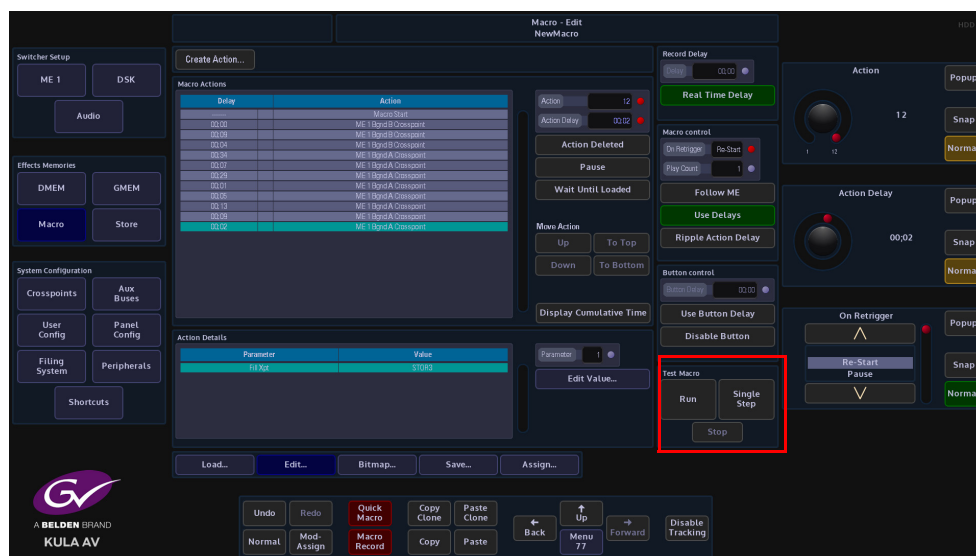 Macro - Edit
NewMacro
HDD
Switcher Setup
ME 1
DSK
Audio
Effects Memories
DMEM
GMEM
Macro
Store
System Configuration
Crosspoints
Aux
Buses
User
Config
Panel
Config
Filing
System
Peripherals
Shortcuts
Create Action...
Macro Actions
Delay Action
------ Macro Start
00;00 ME 1 Bgnd B Crosspoint
00;09 ME 1 Bgnd B Crosspoint
00;04 ME 1 Bgnd B Crosspoint
00;34 ME 1 Bgnd A Crosspoint
00;07 ME 1 Bgnd A Crosspoint
00;29 ME 1 Bgnd A Crosspoint
00;01 ME 1 Bgnd A Crosspoint
00;05 ME 1 Bgnd A Crosspoint
00;13 ME 1 Bgnd A Crosspoint
00;09 ME 1 Bgnd A Crosspoint
00;02 ME 1 Bgnd A Crosspoint
Action 12
Action Delay 00;02
Action Deleted
Pause
Wait Until Loaded
Move Action
Up
To Top
Down
To Bottom
Display Cumulative Time
Action Details
Parameter Value
Fill Xpt STOR3
Parameter 1
Edit Value...
Record Delay
Delay 00;00
Real Time Delay
Macro control
On Retrigger Re-Start
Play Count 1
Follow ME
Use Delays
Ripple Action Delay
Button control
Button Delay 00;00
Use Button Delay
Disable Button
Test Macro
Run
Single
Step
Stop
Action
12
1 12
Popup
Snap
Norma
Action Delay
00;02
Popup
Snap
Norma
On Retrigger
Re-Start
Pause
Popup
Snap
Norma
Load...
Edit...
Bitmap...
Save...
Assign...
GV
A BELDEN BRAND
KULA AV
Undo
Redo
Quick
Macro
Copy
Clone
Paste
Clone
Normal
Mod-
Assign
Macro
Record
Copy
Paste
Back
Up
Menu
77
Forward
Disable
Tracking